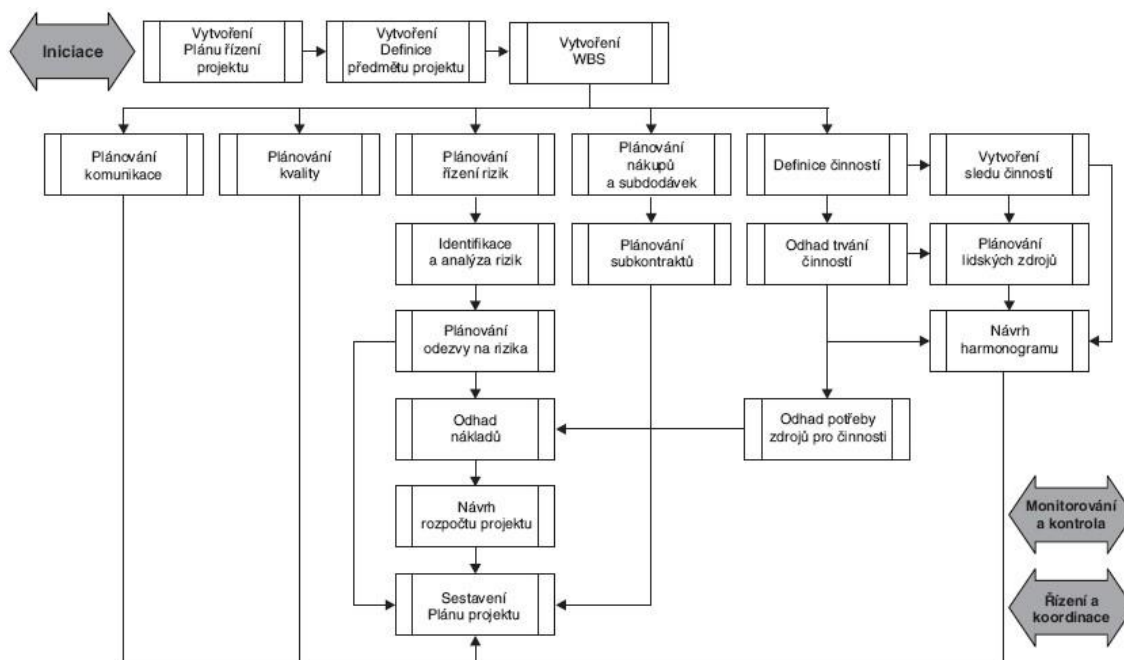 Iniciace
Vytvoření
Plánu řízení
projektu
Vytvoření
Definice
předmětu projektu
Vytvoření
WBS
Plánování
komunikace
Plánování
kvality
Plánování
řízení rizik
Plánování
nákupů
a subdodávek
Definice činností
Vytvoření
sledu činností
Identifikace
a analýza rizik
Plánování
subkontraktů
Odhad trvání
činností
Plánování
lidských zdrojů
Plánování
odezvy na rizika
Návrh
harmonogramu
Odhad
nákladů
Odhad potřeby
zdrojů pro činnosti
Návrh
rozpočtu projektu
Monitorování
a kontrola
Sestavení
Plánu projektu
Řízení a
koordinace